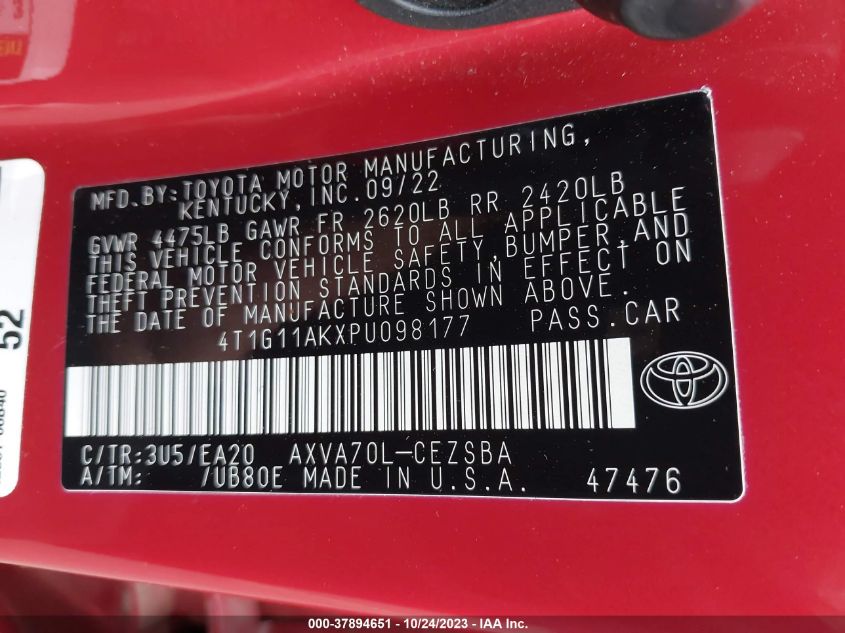 MFD.BY:TOYOTA MOTOR MANUFACTURING,
KENTUCKY, INC.09/22
GVWR 4475LB GAWR FR 2620LB RR 2420LB
THIS VEHICLE CONFORMS TO ALL APPLICABLE
FEDERAL MOTOR VEHICLE SAFETY,BUMPER,AND
THEFT PREVENTION STANDARDS IN EFFECT ON
THE DATE OF MANUFACTURE SHOWN ABOVE.
4T1G11AKXPU098177 PASS.CAR
C/TR:3U5/EA20 AXVA70L-CEZSBA
A/TM: /UB80E MADE IN U.S.A. 47476
52
000-37894651 - 10/24/2023 - IAA Inc.